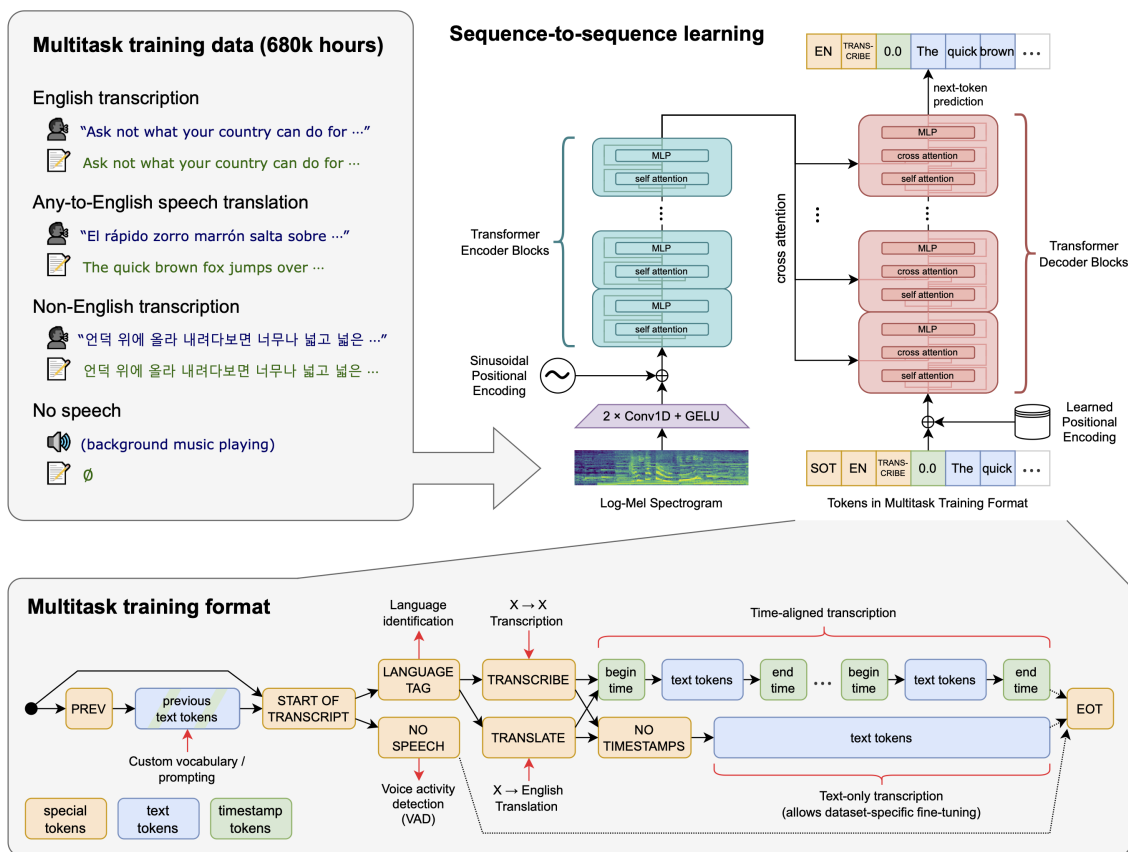 Multitask training data (680k hours)
English transcription
“Ask not what your country can do for ⋯”
Ask not what your country can do for ⋯
Any-to-English speech translation
“El rápido zorro marrón salta sobre ⋯”
The quick brown fox jumps over ⋯
Non-English transcription
“언덕 위에 올라 내려다보면 너무나 넓고 넓은 ⋯”
언덕 위에 올라 내려다보면 너무나 넓고 넓은 ⋯
No speech
(background music playing)
∅
Sequence-to-sequence learning
EN TRANS-CRIBE 0.0 The quick brown ⋯
next-token
prediction
MLP
self attention
⋮
MLP
self attention
MLP
self attention
Transformer
Encoder Blocks
Sinusoidal
Positional
Encoding
~
2 × Conv1D + GELU
Log-Mel Spectrogram
cross attention
⋮
MLP
cross attention
self attention
⋮
MLP
cross attention
self attention
MLP
cross attention
self attention
Transformer
Decoder Blocks
Learned
Positional
Encoding
SOT EN TRANS-CRIBE 0.0 The quick ⋯
Tokens in Multitask Training Format
Multitask training format
PREV
previous
text tokens
Custom vocabulary /
prompting
START OF
TRANSCRIPT
Language
identification
LANGUAGE
TAG
NO
SPEECH
Voice activity
detection
(VAD)
X → X
Transcription
TRANSCRIBE
TRANSLATE
X → English
Translation
Time-aligned transcription
begin
time
text tokens
end
time
⋯
begin
time
text tokens
end
time
NO
TIMESTAMPS
text tokens
Text-only transcription
(allows dataset-specific fine-tuning)
EOT
special
tokens
text
tokens
timestamp
tokens